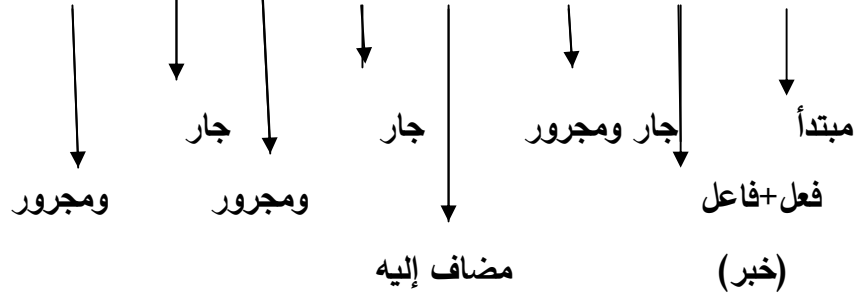 مبتدأ جار ومجرور جار جار
فعل+فاعل ومجرور ومجرور
(خبر) مضاف إليه